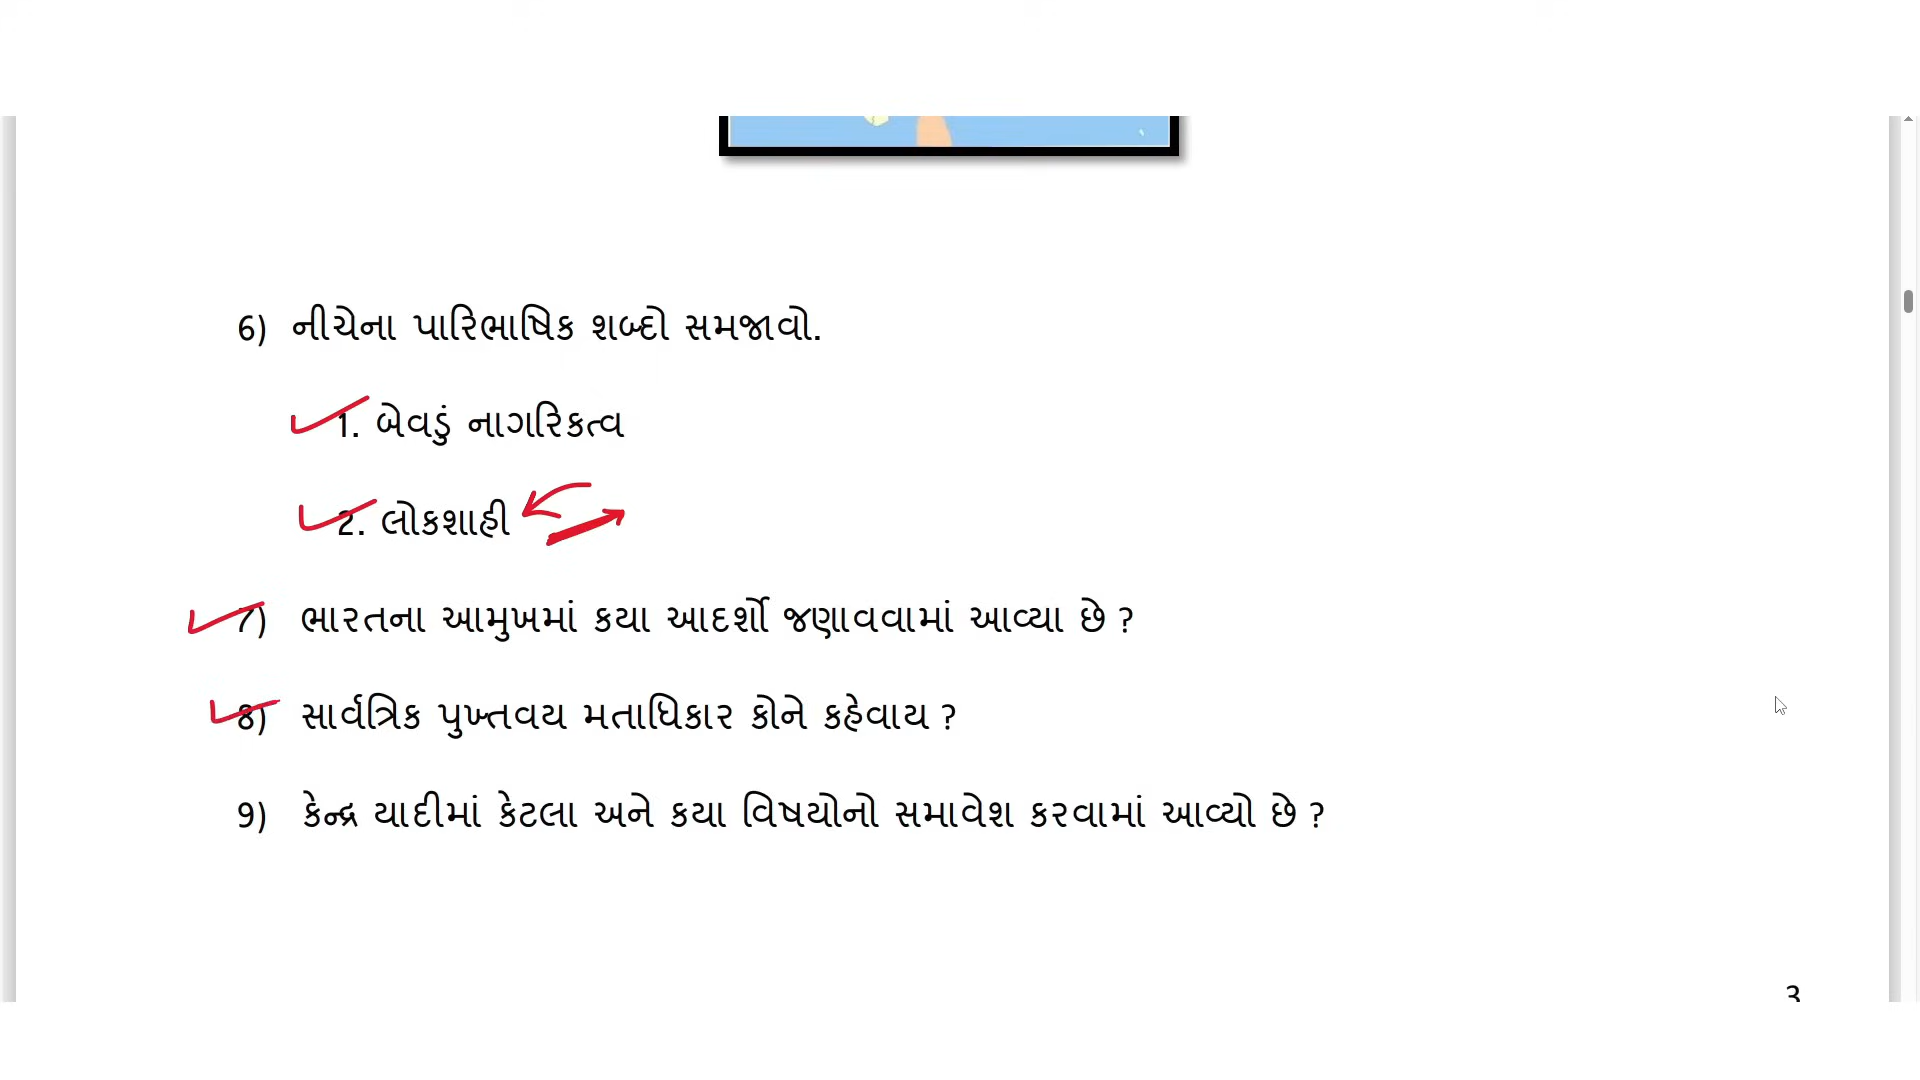 6) નીચેના પારિભાષિક શબ્દો સમજાવો.
1. બેવડું નાગરિકત્વ
2. લોકશાહી
7) ભારતના આમુખમાં કયા આદર્શો જણાવવામાં આવ્યા છે ?
8) સાર્વત્રિક પુખ્તવય મતાધિકાર કોને કહેવાય ?
9) કેન્દ્ર યાદીમાં કેટલા અને કયા વિષયોનો સમાવેશ કરવામાં આવ્યો છે ?
3